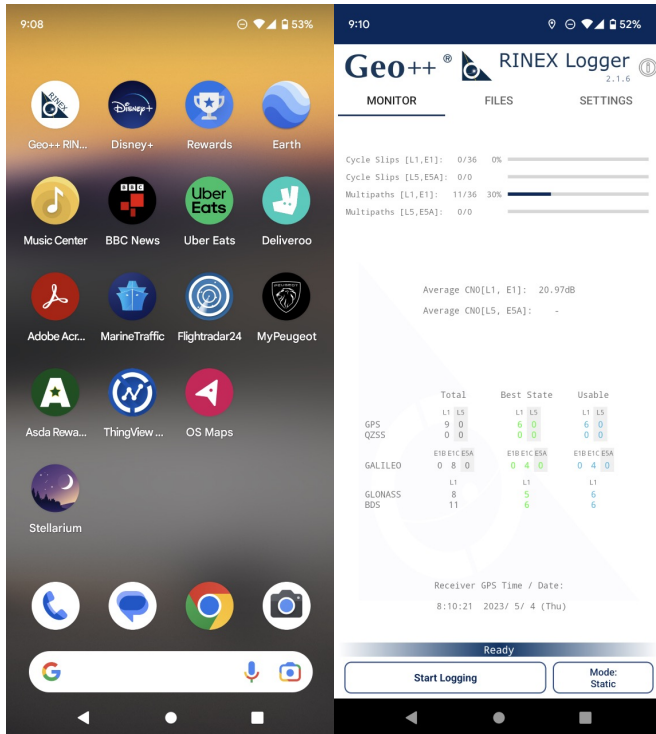 9:08
53%
RINEX
Disney+
Geo++ RIN...
Disney+
Rewards
Earth
BBC
Uber Eats
Music Center
BBC News
Uber Eats
Deliveroo
PEUGEOT
Adobe Acr...
MarineTraffic
Flightradar24
MyPeugeot
A
Asda Rewa...
ThingView ...
OS Maps
Stellarium
G
9:10
52%
Geo++ ® RINEX Logger
2.1.6
MONITOR FILES SETTINGS
Cycle Slips [L1,E1]: 0/36 0%
Cycle Slips [L5,E5A]: 0/0
Multipaths [L1,E1]: 11/36 30%
Multipaths [L5,E5A]: 0/0
Average CN0[L1, E1]: 20.97dB
Average CN0[L5, E5A]: -
Total Best State Usable
L1 L5 L1 L5 L1 L5
GPS 9 0 6 0 6 0
QZSS 0 0 0 0 0 0
E1B E1C E5A E1B E1C E5A E1B E1C E5A
GALILEO 0 8 0 0 4 0 0 4 0
L1 L1 L1
GLONASS 8 5 6
BDS 11 6 6
Receiver GPS Time / Date:
8:10:21 2023/ 5/ 4 (Thu)
Ready
Start Logging
Mode:
Static